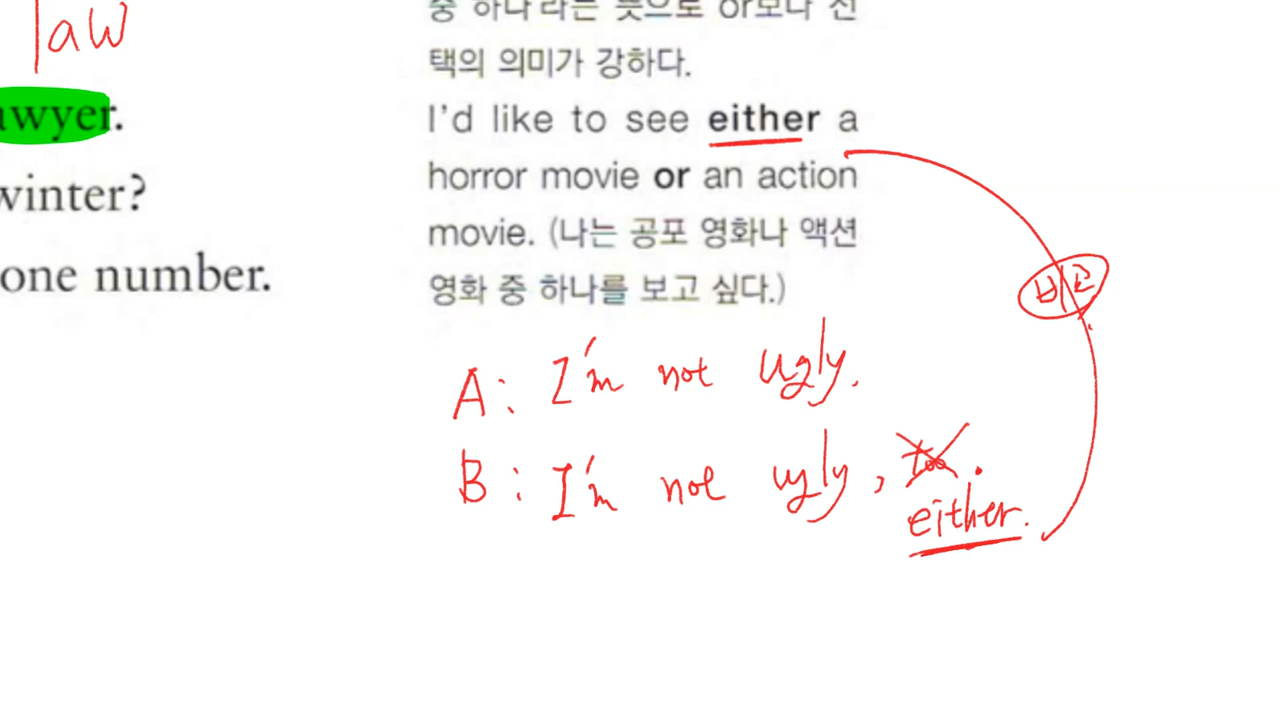 law
awyer.
winter?
one number.
중 하나'라는 뜻으로 or보다 선
택의 의미가 강하다.
I'd like to see either a
horror movie or an action
movie. (나는 공포 영화나 액션
영화 중 하나를 보고 싶다.)
비교
A: I'm not ugly.
B: I'm not ugly, too.
either.